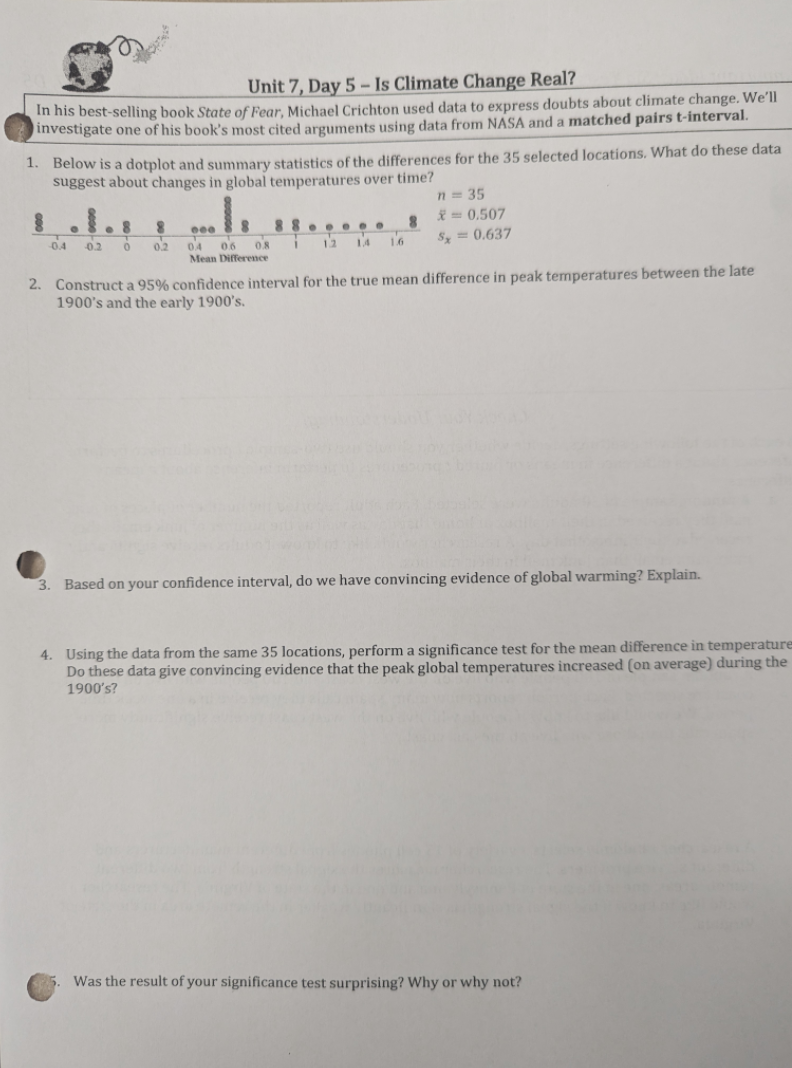 Unit 7, Day 5 – Is Climate Change Real?
In his best-selling book State of Fear, Michael Crichton used data to express doubts about climate change. We'll
investigate one of his book's most cited arguments using data from NASA and a matched pairs t-interval.
1. Below is a dotplot and summary statistics of the differences for the 35 selected locations. What do these data
suggest about changes in global temperatures over time?
n = 35
x̄ = 0.507
sₓ = 0.637
-0.4 -0.2 0 0.2 0.4 0.6 0.8 1 1.2 1.4 1.6
Mean Difference
2. Construct a 95% confidence interval for the true mean difference in peak temperatures between the late
1900's and the early 1900's.
3. Based on your confidence interval, do we have convincing evidence of global warming? Explain.
4. Using the data from the same 35 locations, perform a significance test for the mean difference in temperature
Do these data give convincing evidence that the peak global temperatures increased (on average) during the
1900's?
5. Was the result of your significance test surprising? Why or why not?